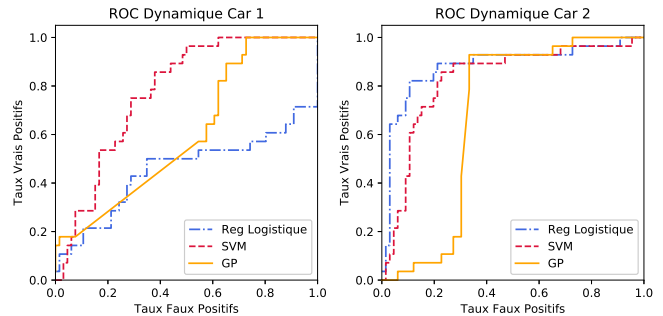 ROC Dynamique Car 1
1.0
0.8
0.6
0.4
0.2
0.0
Taux Vrais Positifs
Reg Logistique
SVM
GP
0.0 0.2 0.4 0.6 0.8 1.0
Taux Faux Positifs
ROC Dynamique Car 2
1.0
0.8
0.6
0.4
0.2
0.0
Taux Vrais Positifs
Reg Logistique
SVM
GP
0.0 0.2 0.4 0.6 0.8 1.0
Taux Faux Positifs